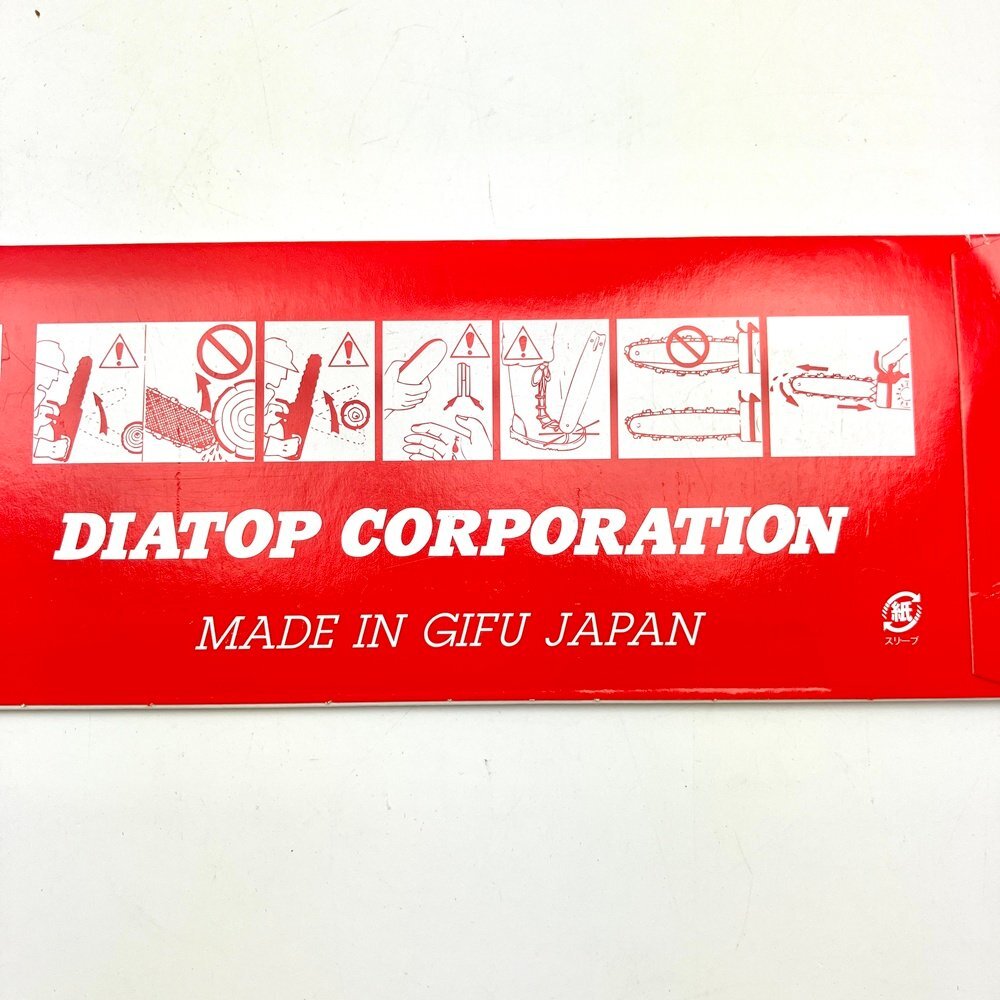 DIATOP CORPORATION
MADE IN GIFU JAPAN
紙
スリーブ